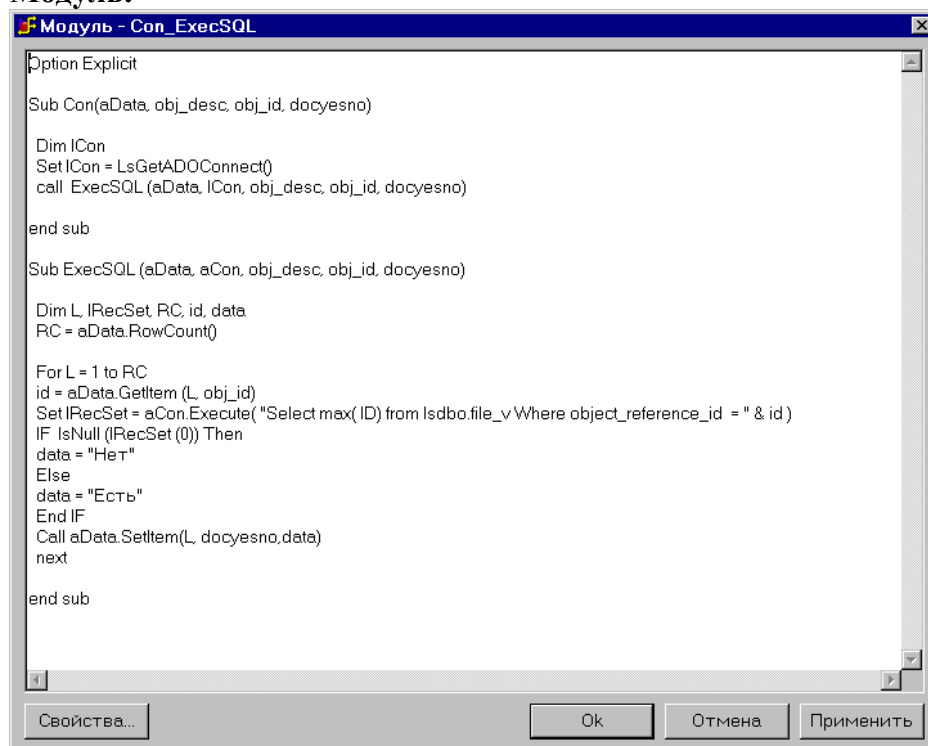 Модуль.
Модуль - Con_ExecSQL
Option Explicit
Sub Con(aData, obj_desc, obj_id, docyesno)
Dim lCon
Set lCon = LsGetADOConnect()
call ExecSQL (aData, lCon, obj_desc, obj_id, docyesno)
end sub
Sub ExecSQL (aData, aCon, obj_desc, obj_id, docyesno)
Dim L, lRecSet, RC, id, data
RC = aData.RowCount()
For L = 1 to RC
id = aData.GetItem (L, obj_id)
Set lRecSet = aCon.Execute( "Select max( ID) from lsdbo.file_v Where object_reference_id = " & id )
IF IsNull (lRecSet (0)) Then
data = "Нет"
Else
data = "Есть"
End IF
Call aData.SetItem(L, docyesno,data)
next
end sub
Свойства... Ok Отмена Применить